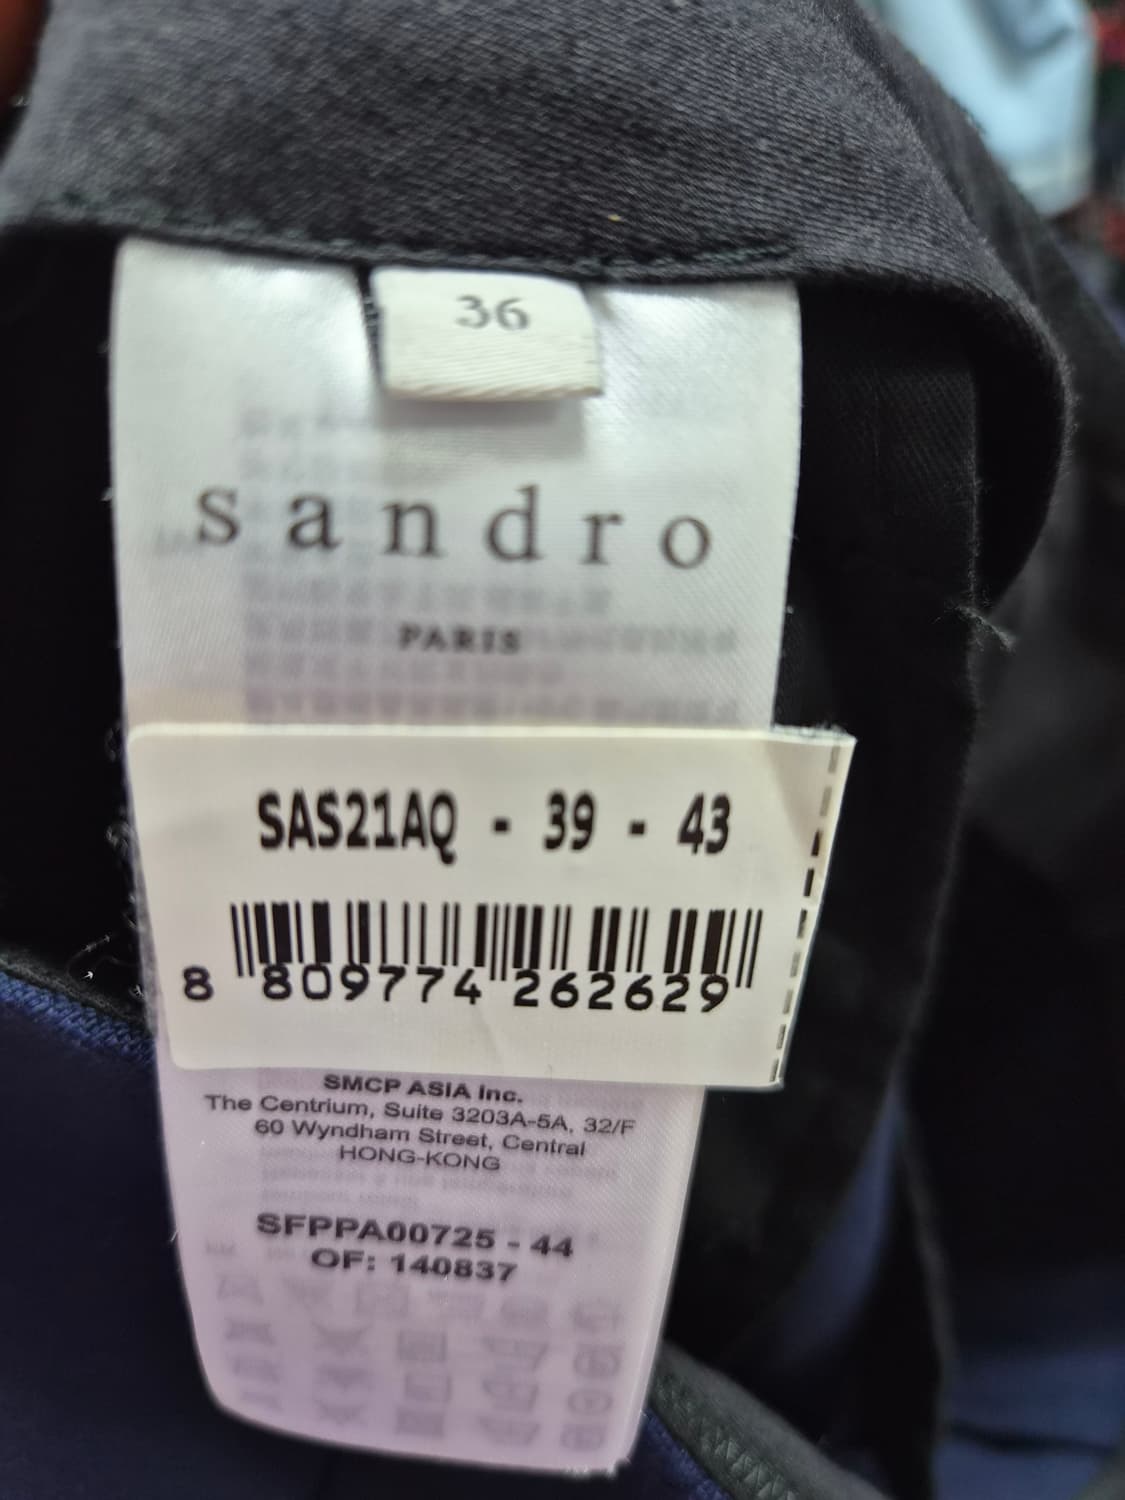 36
sandro
PARIS
SAS21AQ - 39 - 43
8 809774 262629
SMCP ASIA Inc.
The Centrium, Suite 3203A-5A, 32/F
60 Wyndham Street, Central
HONG-KONG
SFPPA00725 - 44
OF: 140837